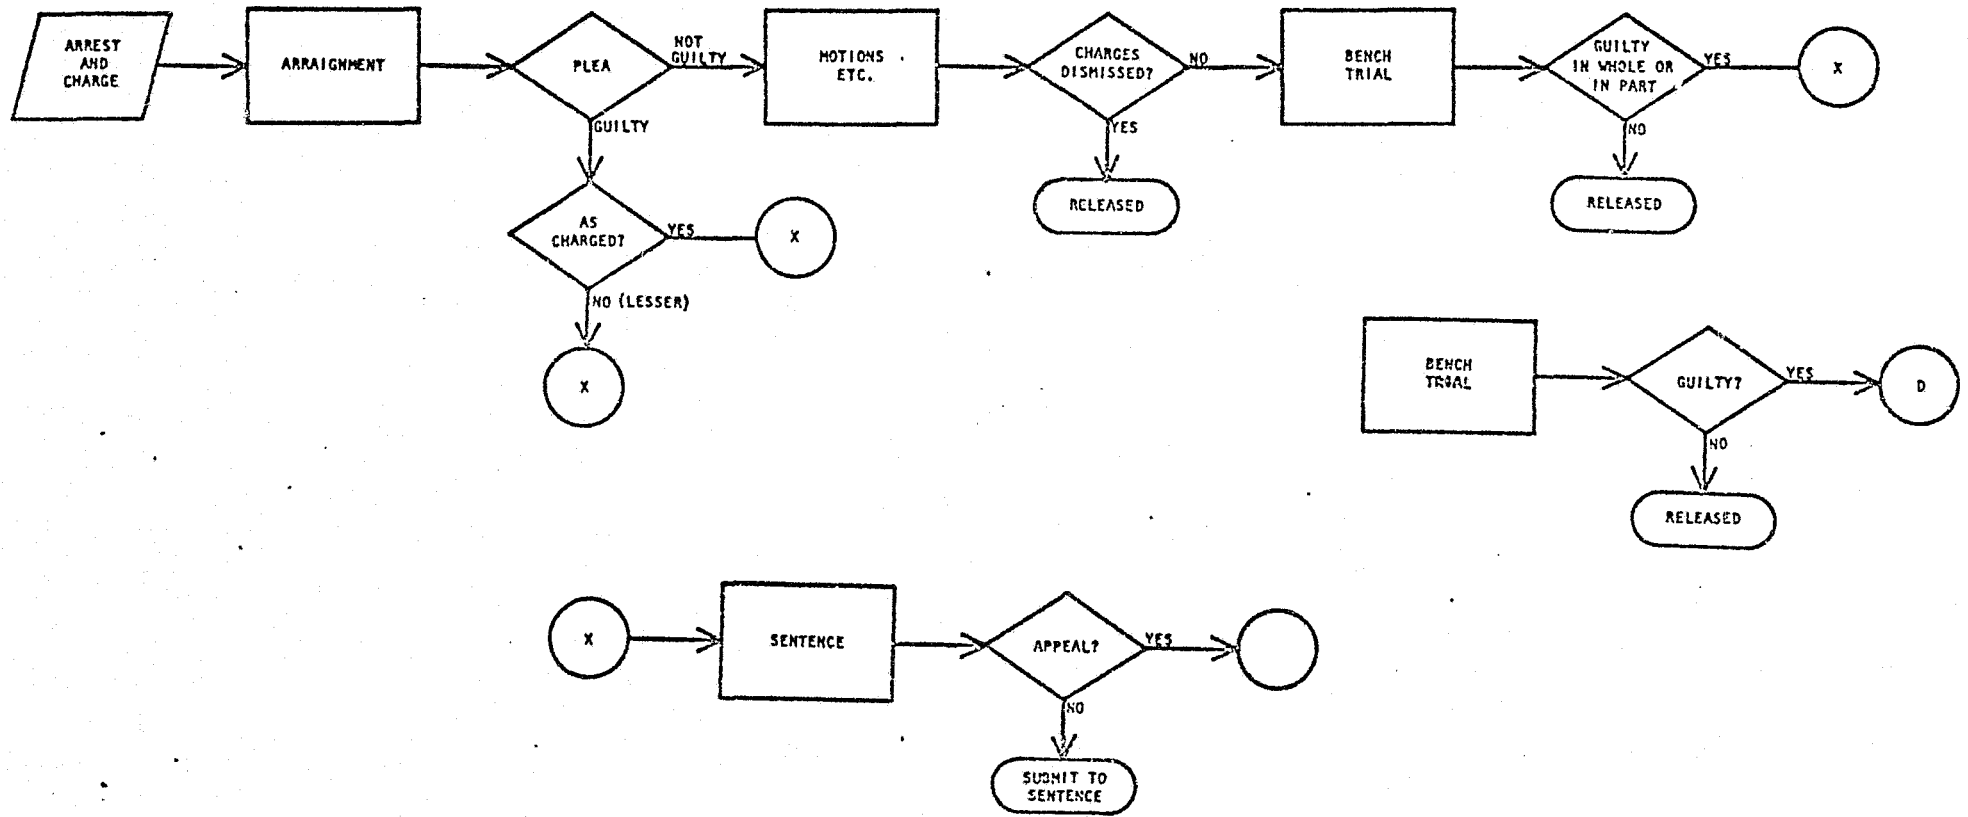 ARREST
AND
CHARGE
ARRAIGNMENT
PLEA
NOT
GUILTY
MOTIONS
ETC.
CHARGES
DISMISSED?
NO
BENCH
TRIAL
GUILTY
IN WHOLE OR
IN PART
YES
X
GUILTY
YES
NO
RELEASED
RELEASED
AS
CHARGED?
YES
X
NO (LESSER)
X
BENCH
TRIAL
GUILTY?
YES
D
NO
RELEASED
X
SENTENCE
APPEAL?
YES
NO
SUBMIT TO
SENTENCE